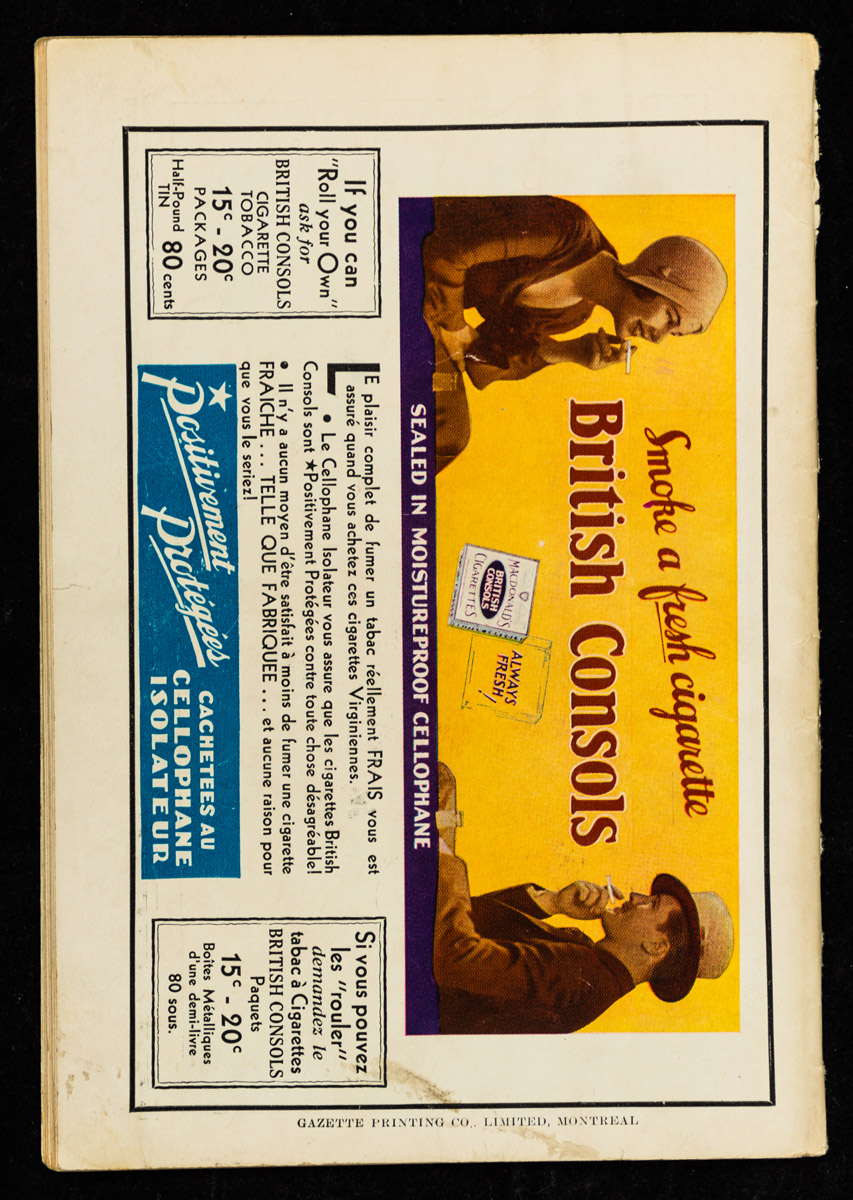 Smoke a fresh cigarette
British Consols
MACDONALD'S
BRITISH
CONSOLS
CIGARETTES
ALWAYS
FRESH!
SEALED IN MOISTUREPROOF CELLOPHANE
If you can
"Roll your Own"
ask for
BRITISH CONSOLS
CIGARETTE
TOBACCO
15c - 20c
PACKAGES
Half-Pound
TIN 80 cents
LE plaisir complet de fumer un tabac réellement FRAIS vous est
assuré quand vous achetez ces cigarettes Virginiennes.
• Le Cellophane Isolateur vous assure que les cigarettes British
Consols sont ★Positivement Protégées contre toute chose désagréable!
• Il n'y a aucun moyen d'être satisfait à moins de fumer une cigarette
FRAICHE... TELLE QUE FABRIQUEE... et aucune raison pour
que vous le seriez!
★ Positivement Protégées
CACHETEES AU
CELLOPHANE
ISOLATEUR
Si vous pouvez
les "rouler"
demandez le
tabac à Cigarettes
BRITISH CONSOLS
Paquets
15c - 20c
Boîtes Métalliques
d'une demi-livre
80 sous.
GAZETTE PRINTING CO., LIMITED, MONTREAL